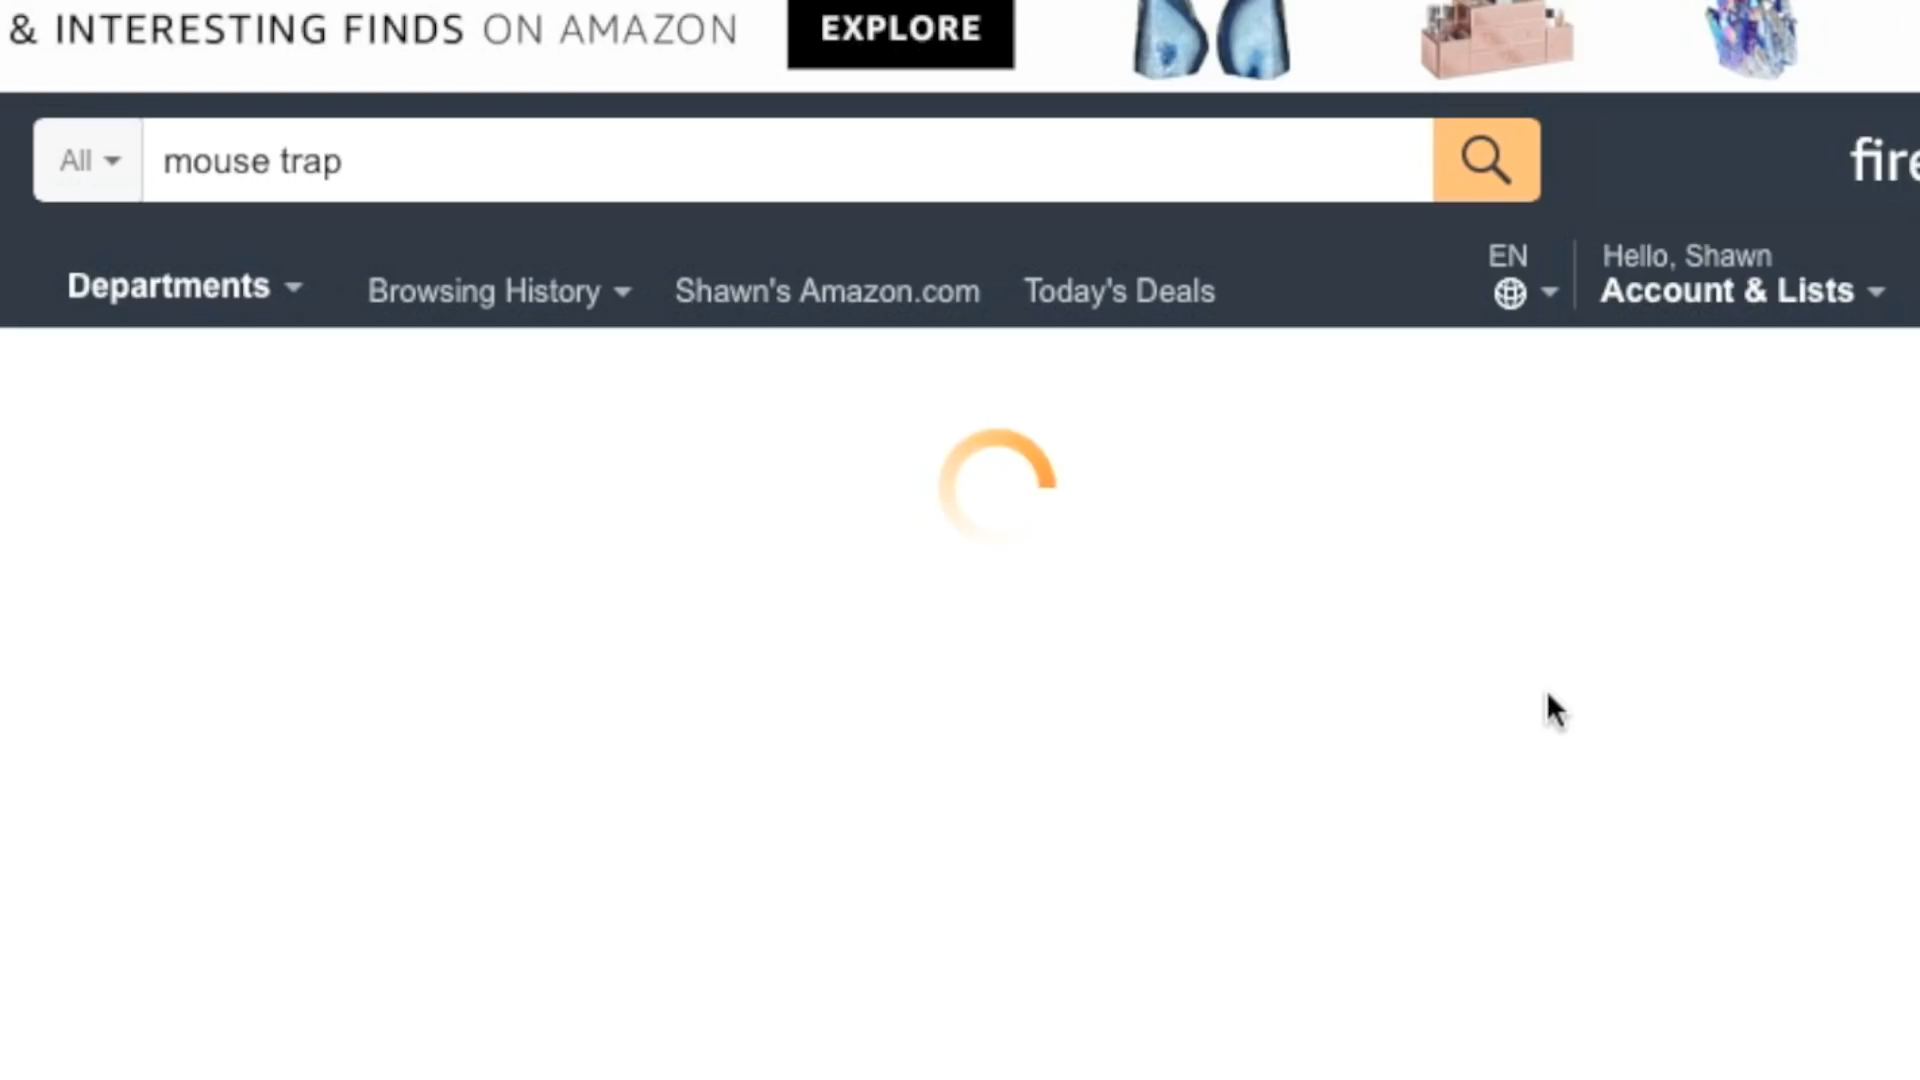 & INTERESTING FINDS ON AMAZON
EXPLORE
All
mouse trap
fire
Departments
Browsing History
Shawn's Amazon.com
Today's Deals
EN
Hello, Shawn
Account & Lists